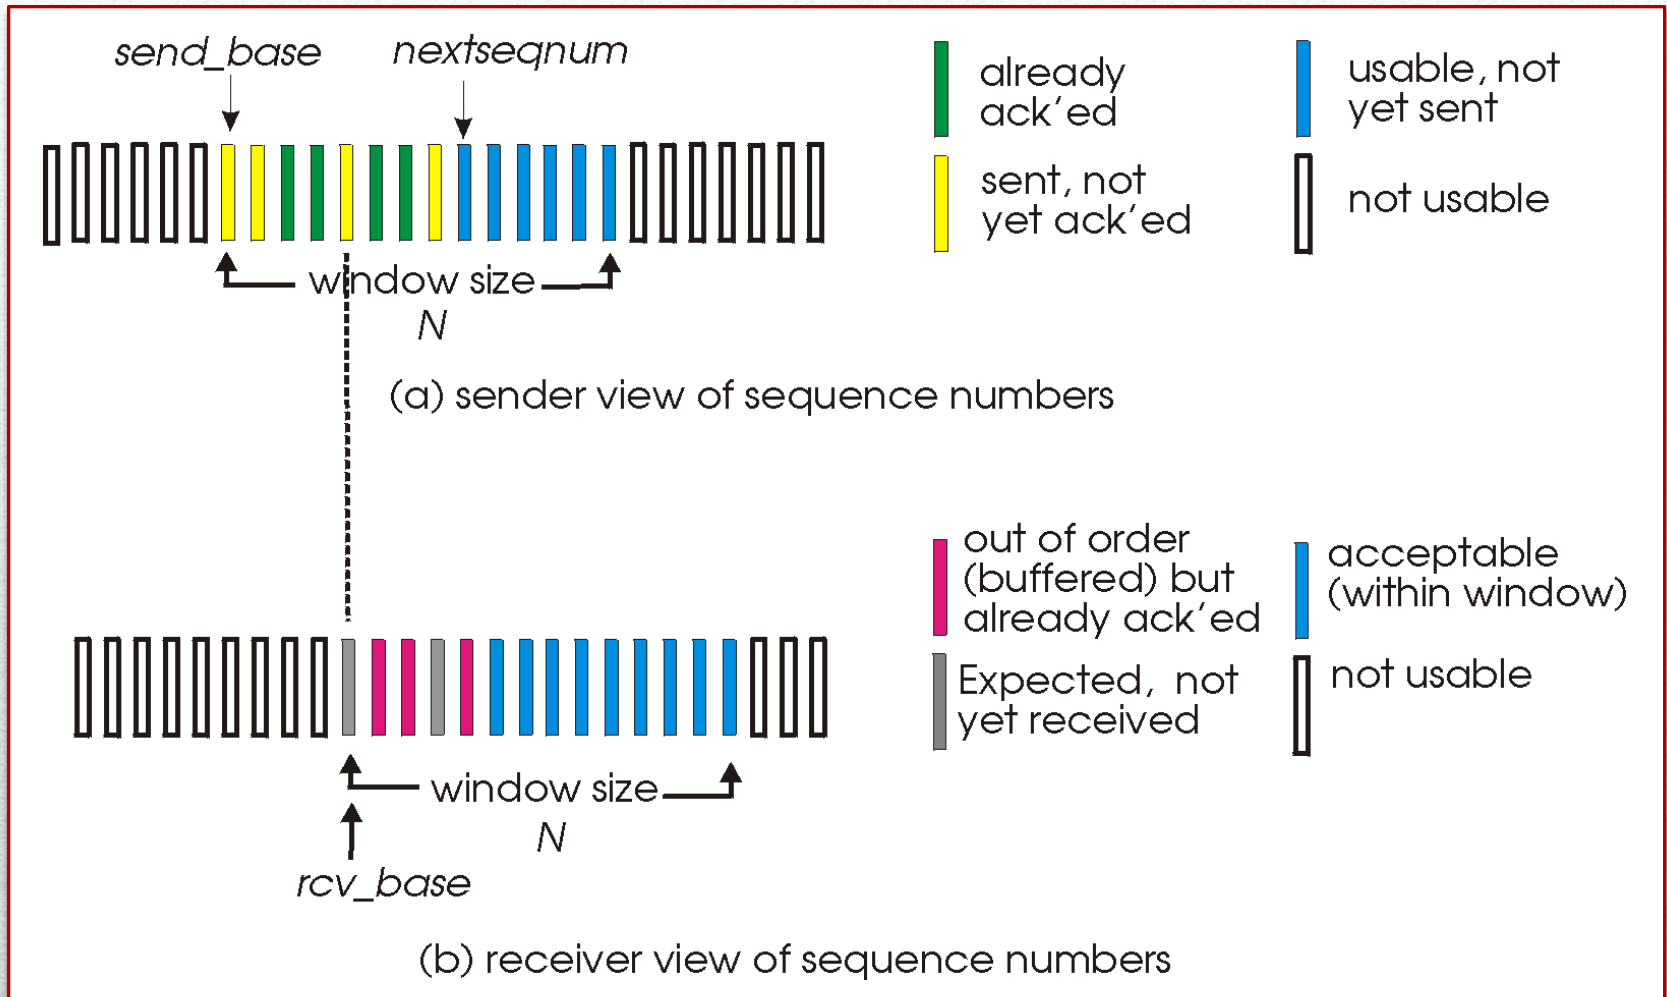 send_base
nextseqnum
already
ack'ed
usable, not
yet sent
sent, not
yet ack'ed
not usable
window size
N
(a) sender view of sequence numbers
out of order
(buffered) but
already ack'ed
acceptable
(within window)
Expected, not
yet received
not usable
window size
N
rcv_base
(b) receiver view of sequence numbers